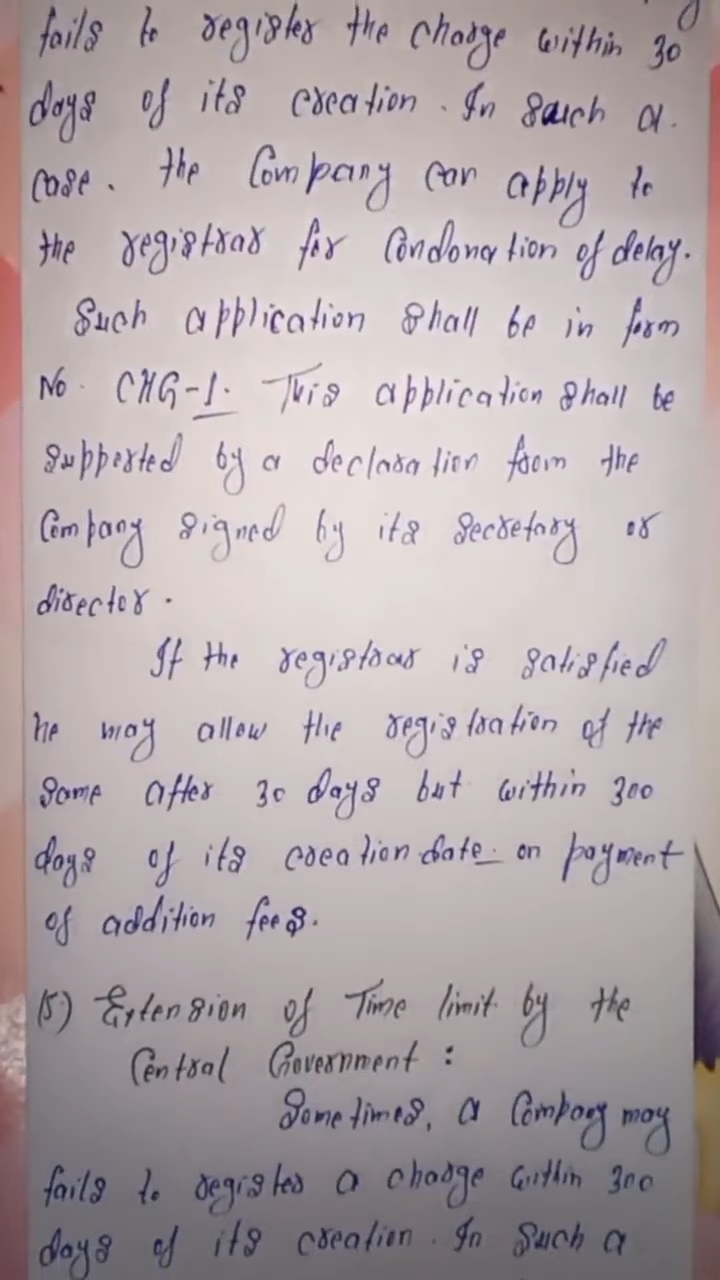 fails to register the charge within 30
days of its creation. In such a
case. the Company can apply to
the registrar for Condonation of delay.
Such application shall be in form
No. CHG-1. This application shall be
supported by a declaration from the
Company signed by its Secretary or
director.
If the registrar is satisfied
he may allow the registration of the
same after 30 days but within 300
days of its creation date on payment
of addition fees.
(5) Extension of Time limit by the
Central Government :
Sometimes, a Company may
fails to register a charge within 300
days of its creation. In such a